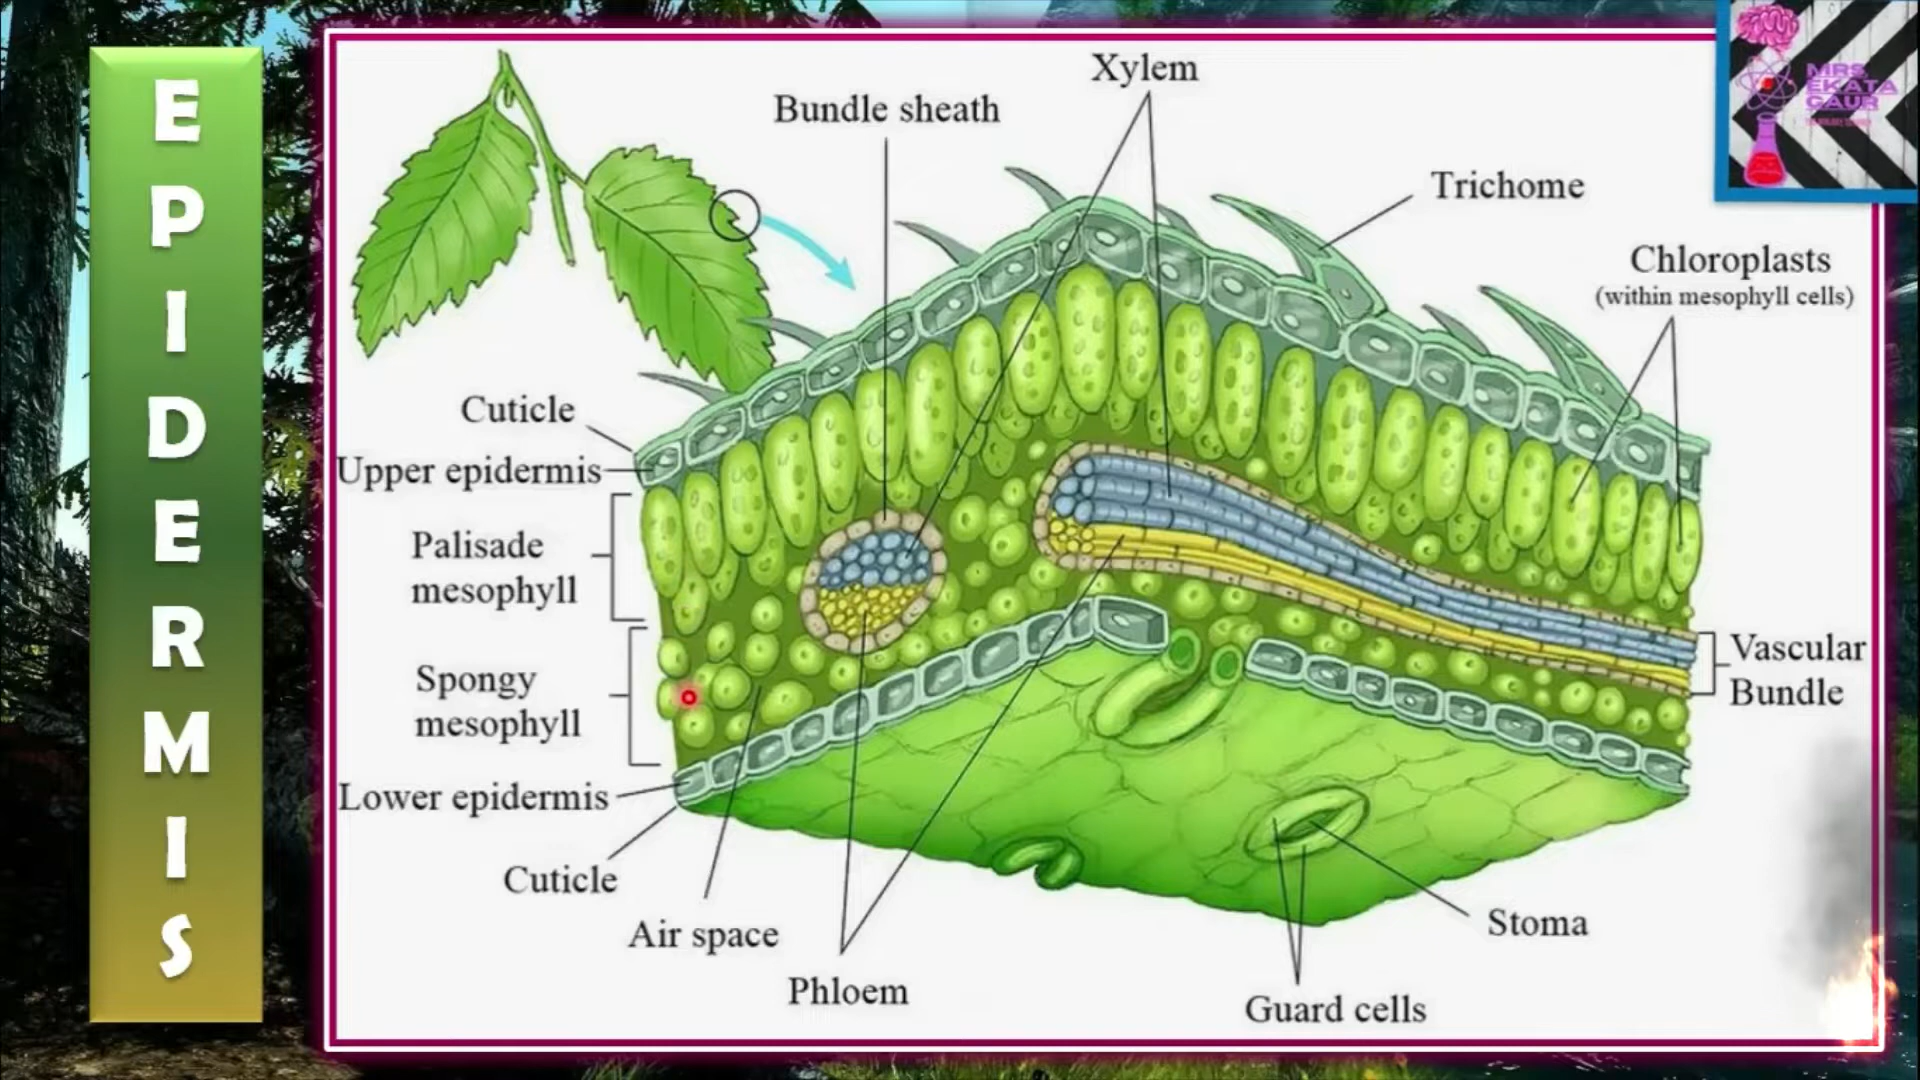 EPIDERMIS
Xylem
Bundle sheath
Trichome
Chloroplasts
(within mesophyll cells)
Cuticle
Upper epidermis
Palisade
mesophyll
Spongy
mesophyll
Vascular
Bundle
Lower epidermis
Cuticle
Air space
Phloem
Stoma
Guard cells
MRS
EKATA
GAUR